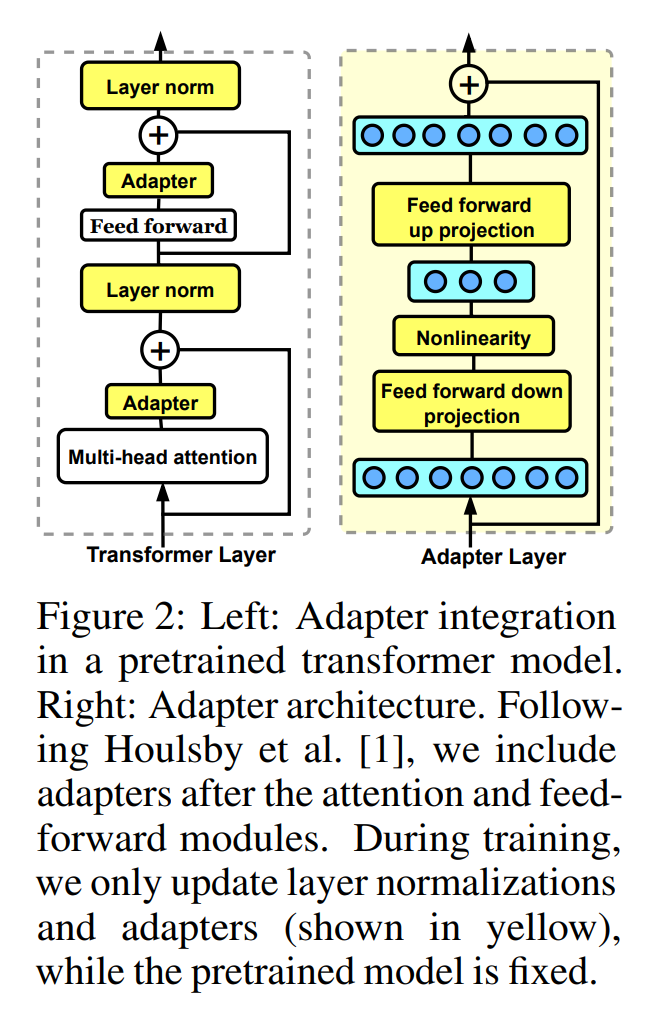 Layer norm
+
Adapter
Feed forward
Layer norm
+
Adapter
Multi-head attention
Transformer Layer
+
Feed forward
up projection
Nonlinearity
Feed forward down
projection
Adapter Layer
Figure 2: Left: Adapter integration
in a pretrained transformer model.
Right: Adapter architecture. Follow-
ing Houlsby et al. [1], we include
adapters after the attention and feed-
forward modules. During training,
we only update layer normalizations
and adapters (shown in yellow),
while the pretrained model is fixed.